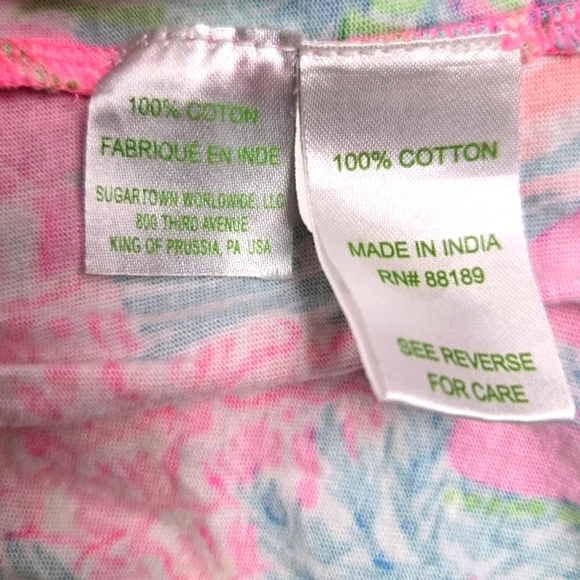 100% COTON
FABRIQUÉ EN INDE
SUGARTOWN WORLDWIDE, LLC
800 THIRD AVENUE
KING OF PRUSSIA, PA USA
100% COTTON
MADE IN INDIA
RN# 88189
SEE REVERSE
FOR CARE